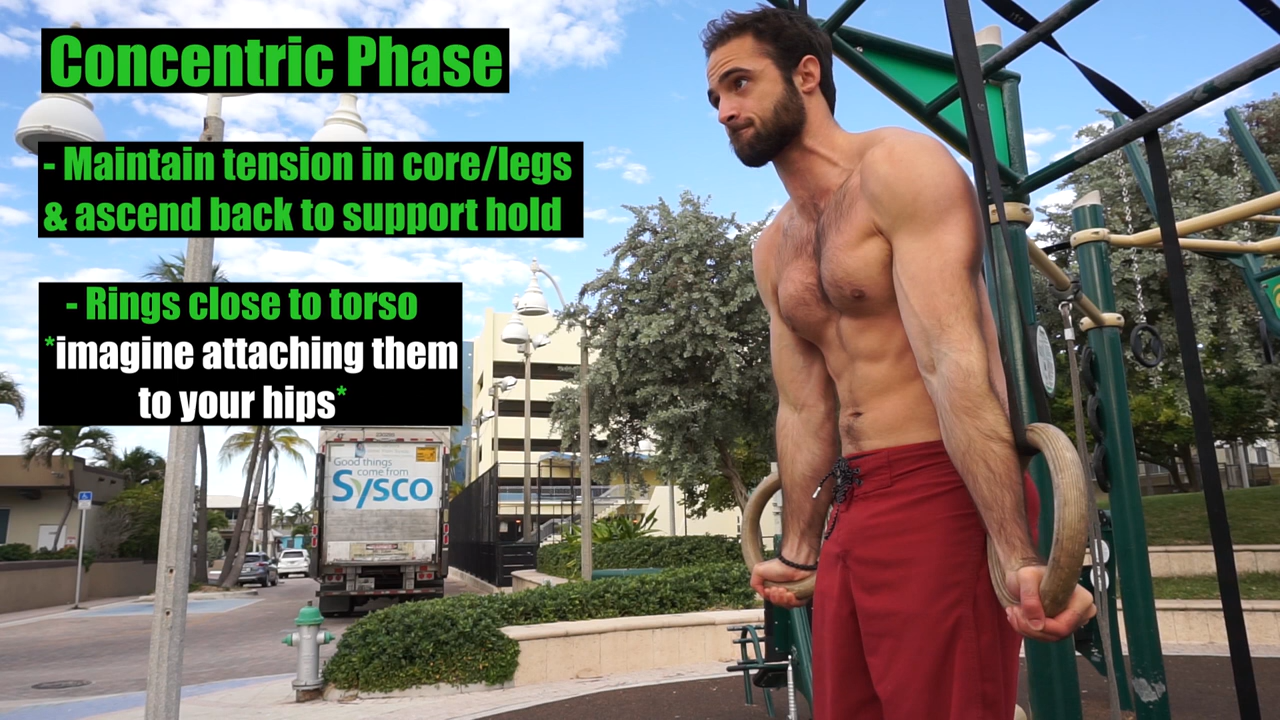 Concentric Phase
- Maintain tension in core/legs
& ascend back to support hold
- Rings close to torso
*imagine attaching them
to your hips*
Good things
come from
Sysco